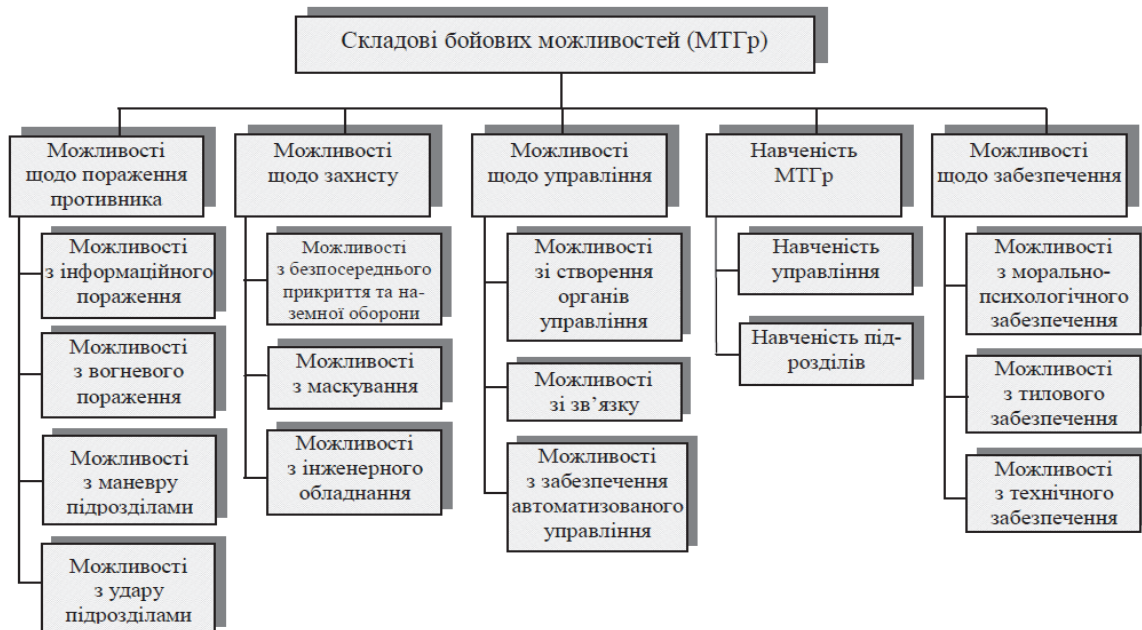 Складові бойових можливостей (МТГр)
Можливості
щодо пораження
противника
Можливості
з інформаційного
пораження
Можливості
з вогневого
пораження
Можливості
з маневру
підрозділами
Можливості
з удару
підрозділами
Можливості
щодо захисту
Можливості
з безпосереднього
прикриття та на-
земної оборони
Можливості
з маскування
Можливості
з інженерного
обладнання
Можливості
щодо управління
Можливості
зі створення
органів
управління
Можливості
зі зв’язку
Можливості
з забезпечення
автоматизованого
управління
Навченість
МТГр
Навченість
управління
Навченість під-
розділів
Можливості
щодо забезпечення
Можливості
з морально-
психологічного
забезпечення
Можливості
з тилового
забезпечення
Можливості
з технічного
забезпечення